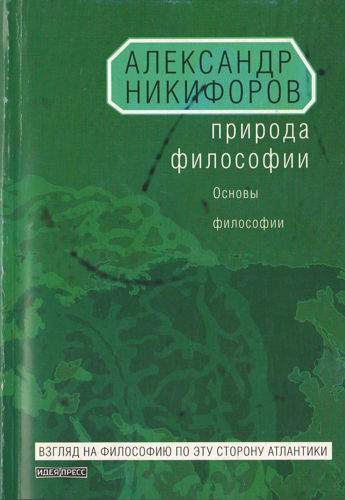 АЛЕКСАНДР
НИКИФОРОВ
природа
философии
Основы
философии
ВЗГЛЯД НА ФИЛОСОФИЮ ПО ЭТУ СТОРОНУ АТЛАНТИКИ
ИДЕЯ ПРЕСС